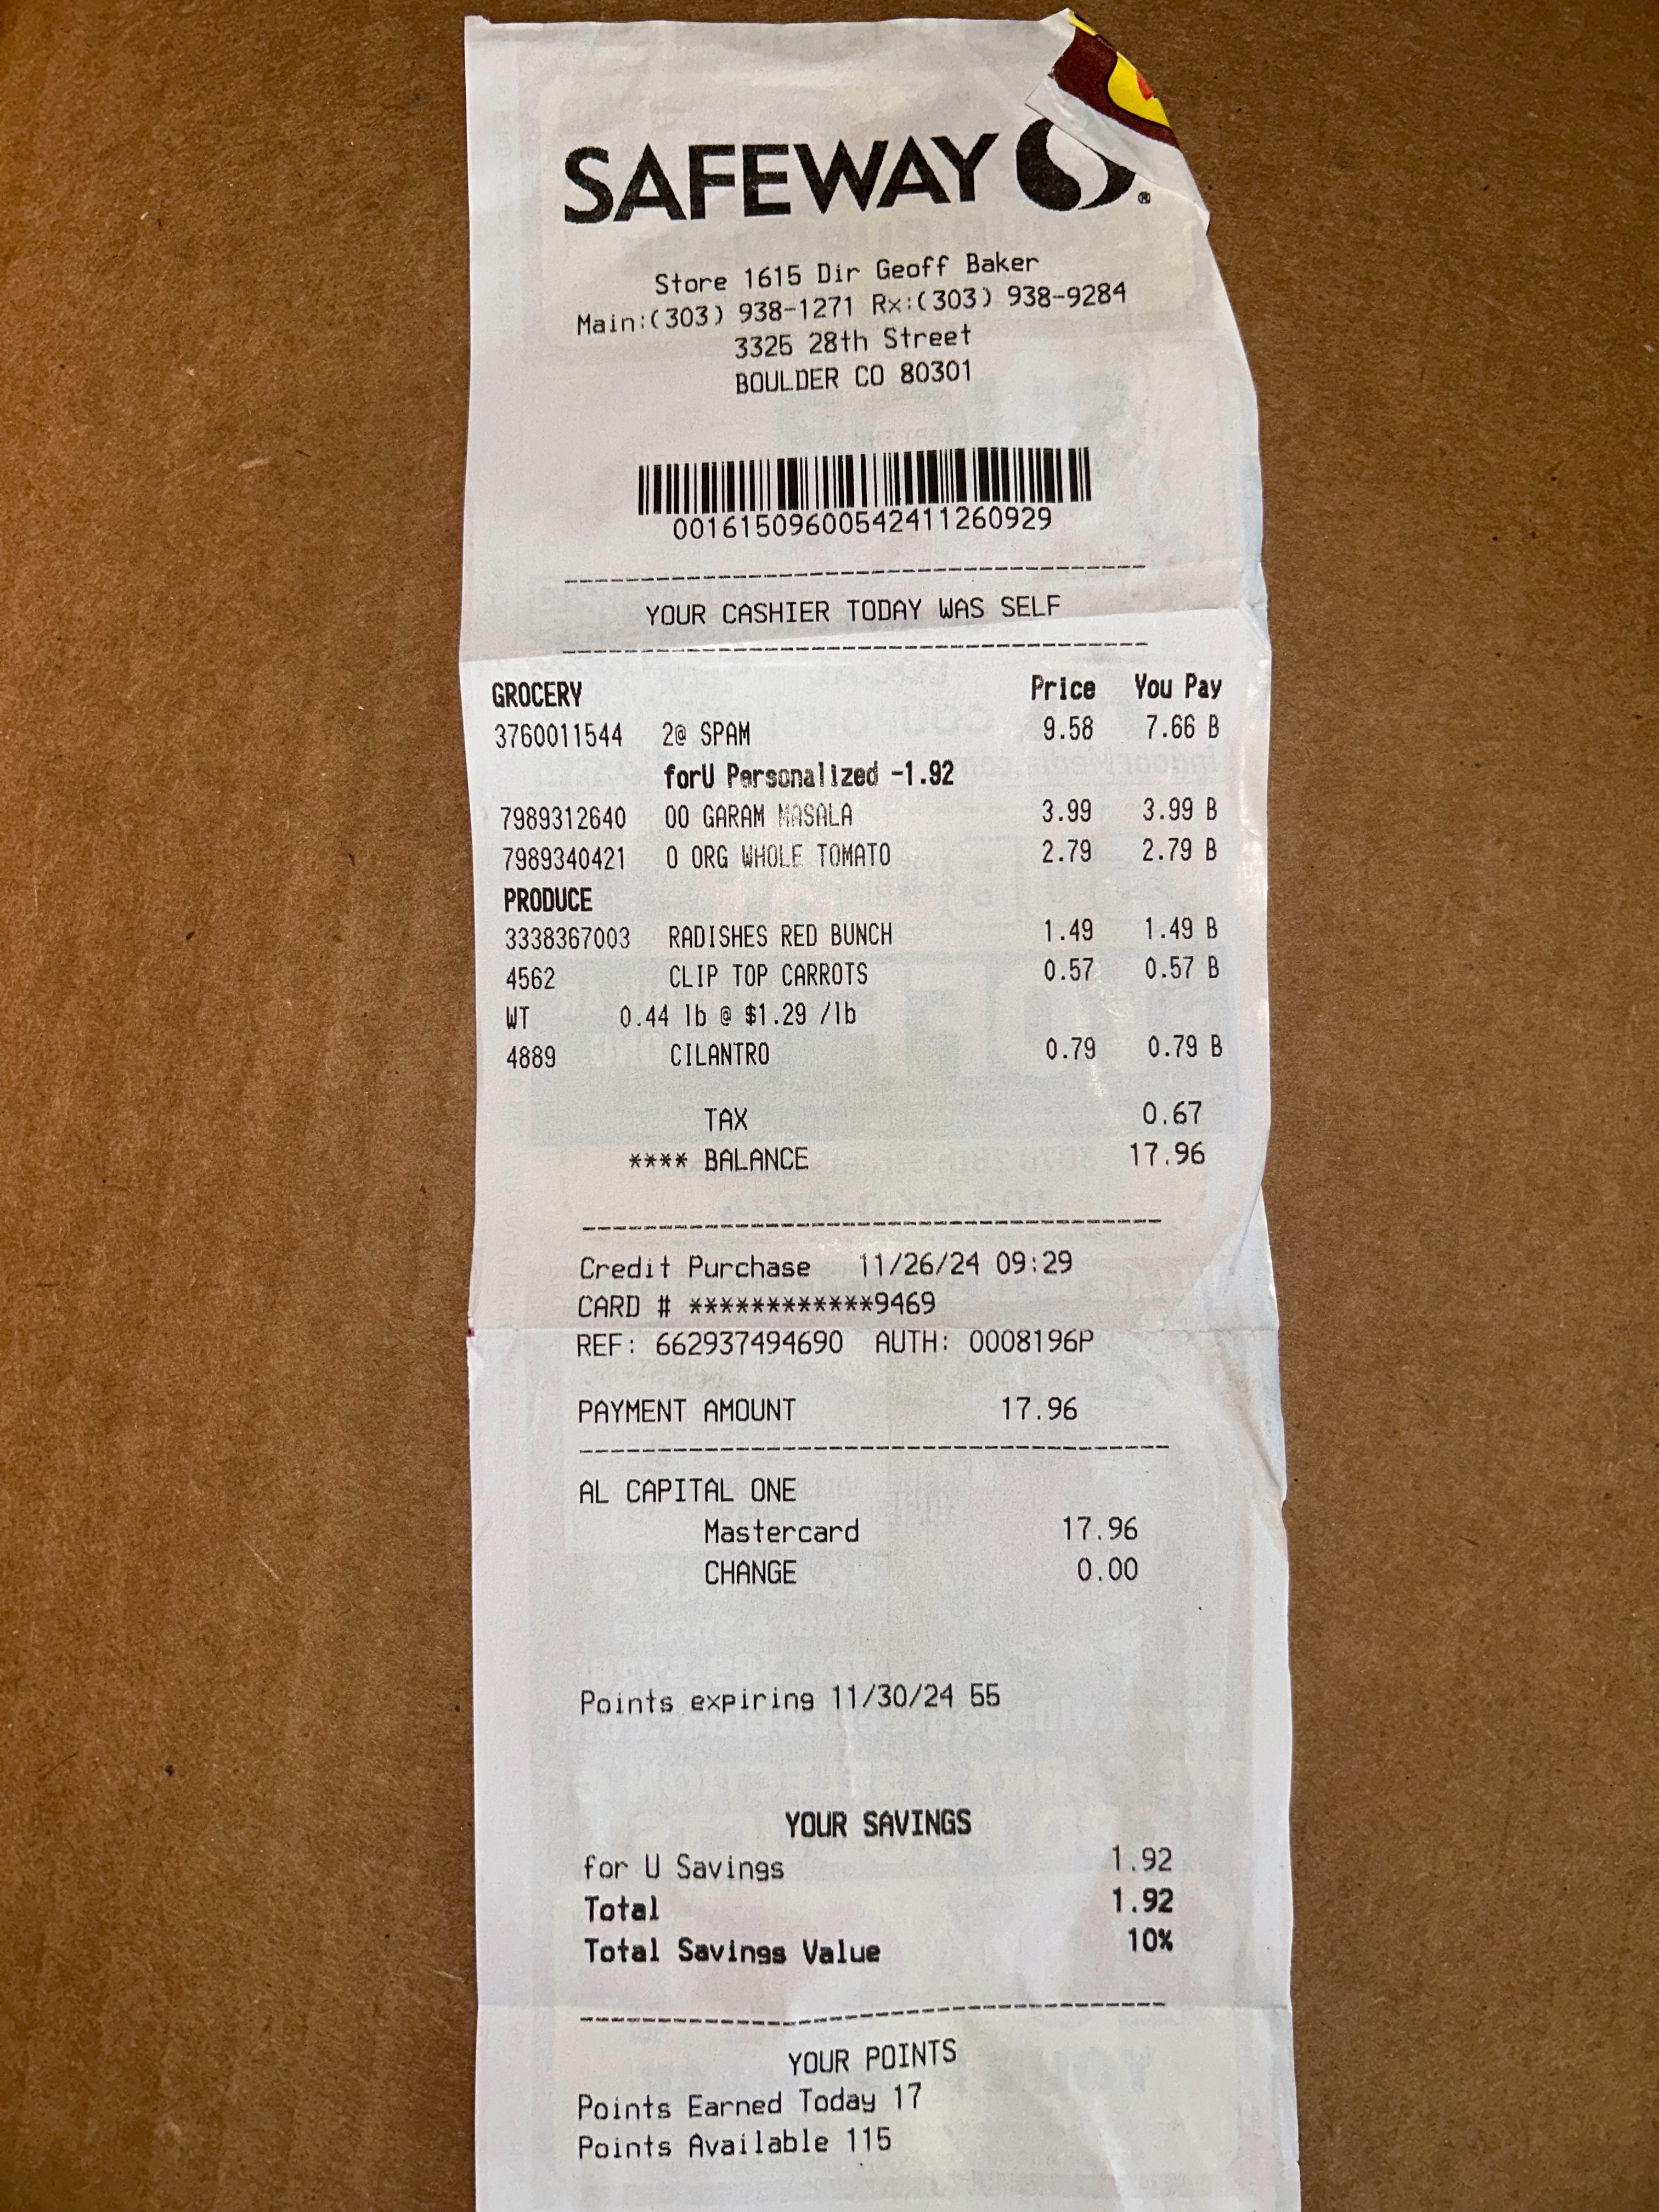 SAFEWAY ®
Store 1615 Dir Geoff Baker
Main:(303) 938-1271 Rx:(303) 938-9284
3325 28th Street
BOULDER CO 80301
00161509600542411260929
YOUR CASHIER TODAY WAS SELF
GROCERY Price You Pay
3760011544 2@ SPAM 9.58 7.66 B
forU Personalized -1.92
7989312640 OO GARAM MASALA 3.99 3.99 B
7989340421 O ORG WHOLE TOMATO 2.79 2.79 B
PRODUCE
3338367003 RADISHES RED BUNCH 1.49 1.49 B
4562 CLIP TOP CARROTS 0.57 0.57 B
WT 0.44 lb @ $1.29 /lb
4889 CILANTRO 0.79 0.79 B
TAX 0.67
**** BALANCE 17.96
Credit Purchase 11/26/24 09:29
CARD # ************9469
REF: 662937494690 AUTH: 0008196P
PAYMENT AMOUNT 17.96
AL CAPITAL ONE
Mastercard 17.96
CHANGE 0.00
Points expiring 11/30/24 55
YOUR SAVINGS
for U Savings 1.92
Total 1.92
Total Savings Value 10%
YOUR POINTS
Points Earned Today 17
Points Available 115